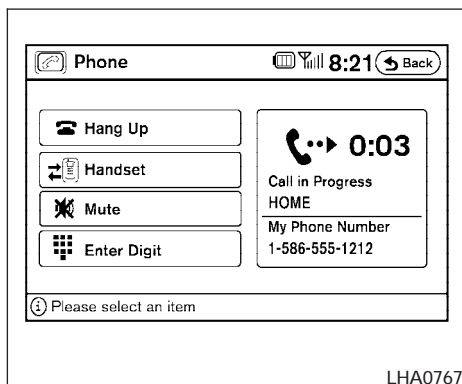 Phone 8:21 Back
Hang Up
Handset
Mute
Enter Digit
0:03
Call in Progress
HOME
My Phone Number
1-586-555-1212
Please select an item
LHA0767